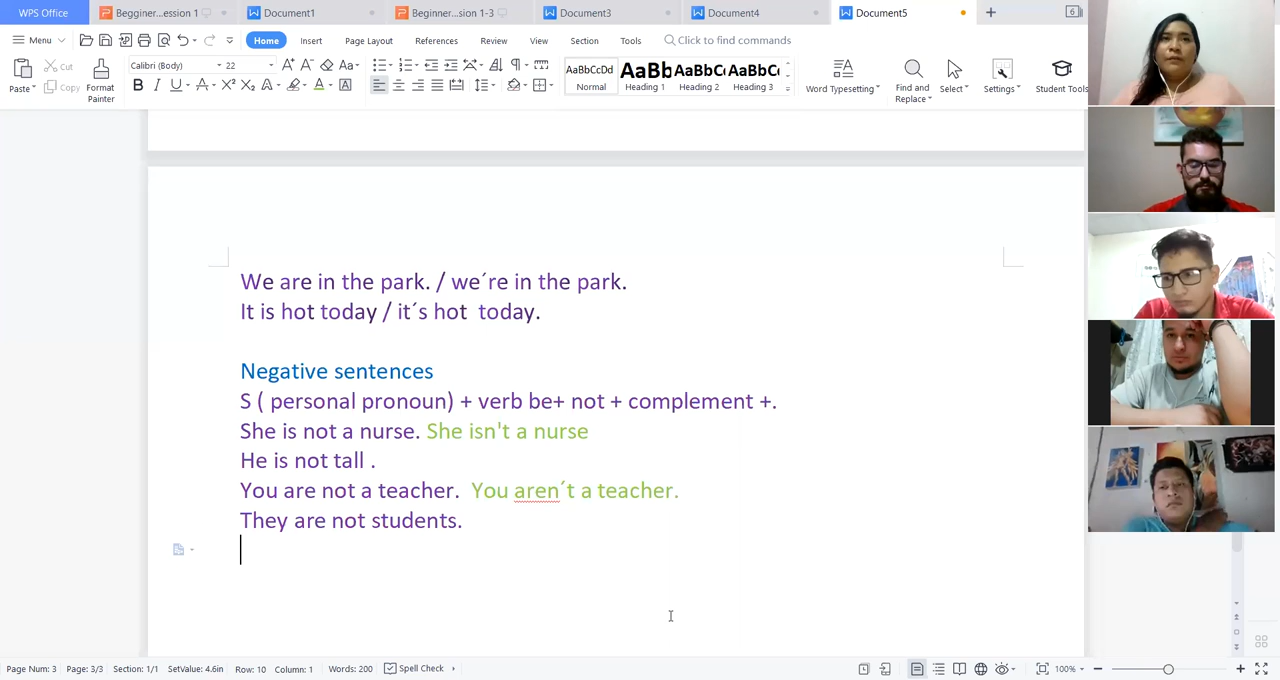 WPS Office
Begginer...ession 1
Document1
Beginner...sion 1-3
Document3
Document4
Document5
6
Menu
Home
Insert
Page Layout
References
Review
View
Section
Tools
Click to find commands
Paste
Cut
Copy
Format Painter
Calibri (Body)
22
AaBbCcDd
Normal
Heading 1
Heading 2
Heading 3
Word Typesetting
Find and Replace
Select
Settings
Student Tools
We are in the park. / we´re in the park.
It is hot today / it´s hot  today.
Negative sentences
S ( personal pronoun) + verb be+ not + complement +.
She is not a nurse. She isn't a nurse
He is not tall .
You are not a teacher.  You aren´t a teacher.
They are not students.
Page Num: 3  Page: 3/3  Section: 1/1  SetValue: 4.6in  Row: 10  Column: 1  Words: 200  Spell Check  100%